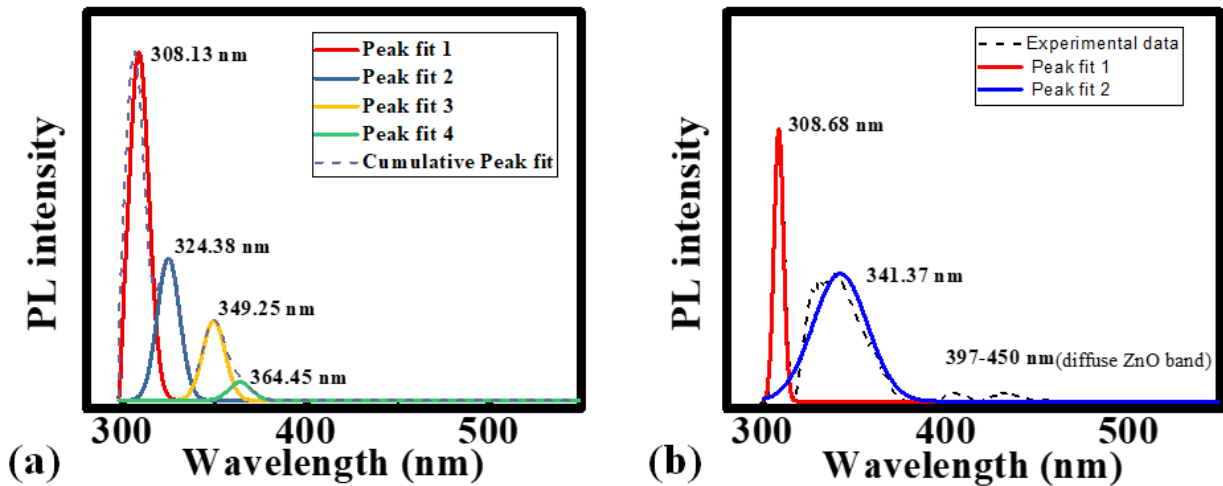 PL intensity
308.13 nm
324.38 nm
349.25 nm
364.45 nm
Peak fit 1
Peak fit 2
Peak fit 3
Peak fit 4
Cumulative Peak fit
300 400 500
Wavelength (nm)
(a)
PL intensity
308.68 nm
341.37 nm
397-450 nm(diffuse ZnO band)
Experimental data
Peak fit 1
Peak fit 2
300 400 500
Wavelength (nm)
(b)